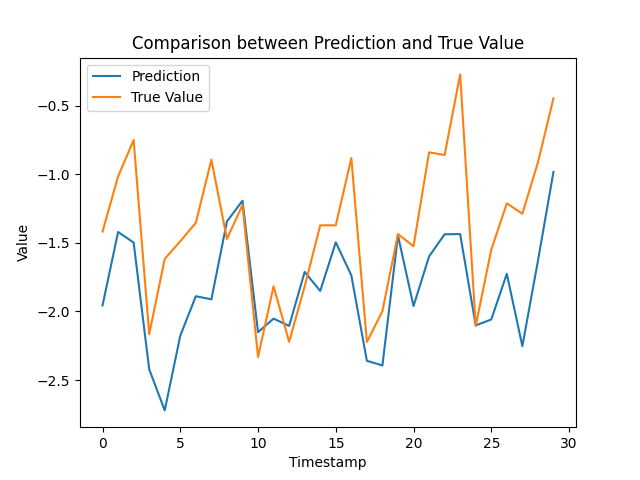 Comparison between Prediction and True Value
Prediction
True Value
Value
−0.5
−1.0
−1.5
−2.0
−2.5
0 5 10 15 20 25 30
Timestamp